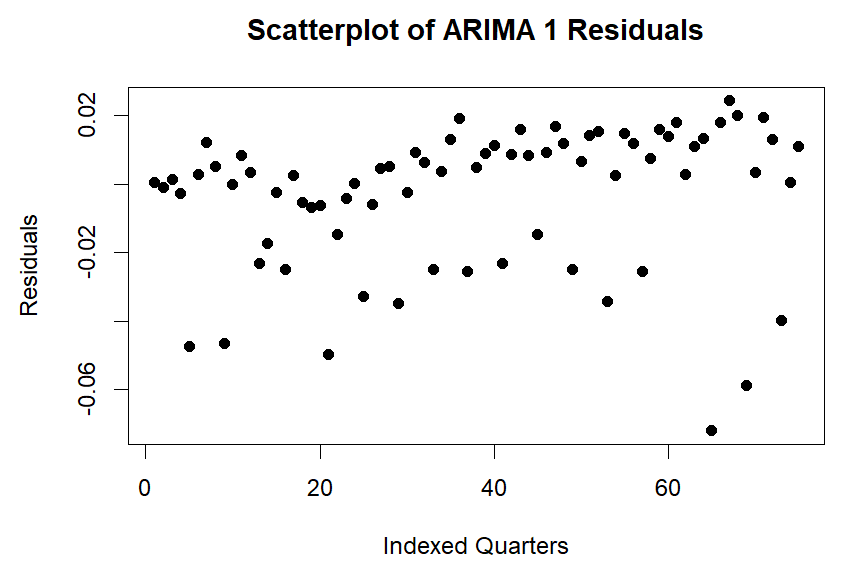 Scatterplot of ARIMA 1 Residuals
0.02
-0.02
-0.06
Residuals
0 20 40 60
Indexed Quarters